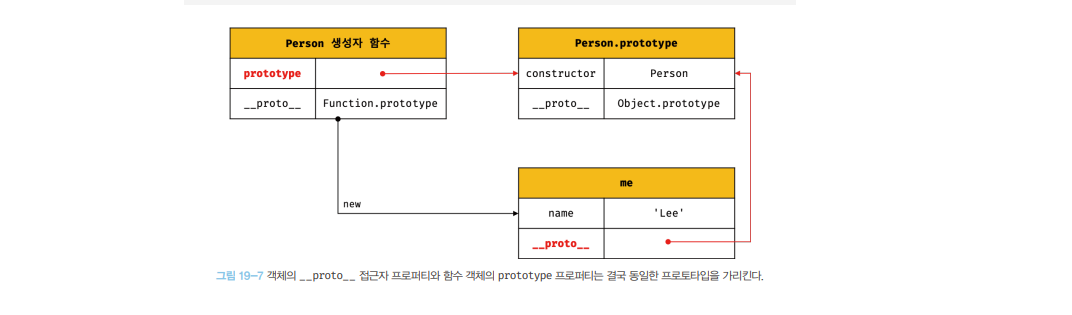 Person 생성자 함수
prototype
__proto__ Function.prototype
Person.prototype
constructor Person
__proto__ Object.prototype
new
me
name 'Lee'
__proto__
그림 19-7 객체의 __proto__ 접근자 프로퍼티와 함수 객체의 prototype 프로퍼티는 결국 동일한 프로토타입을 가리킨다.